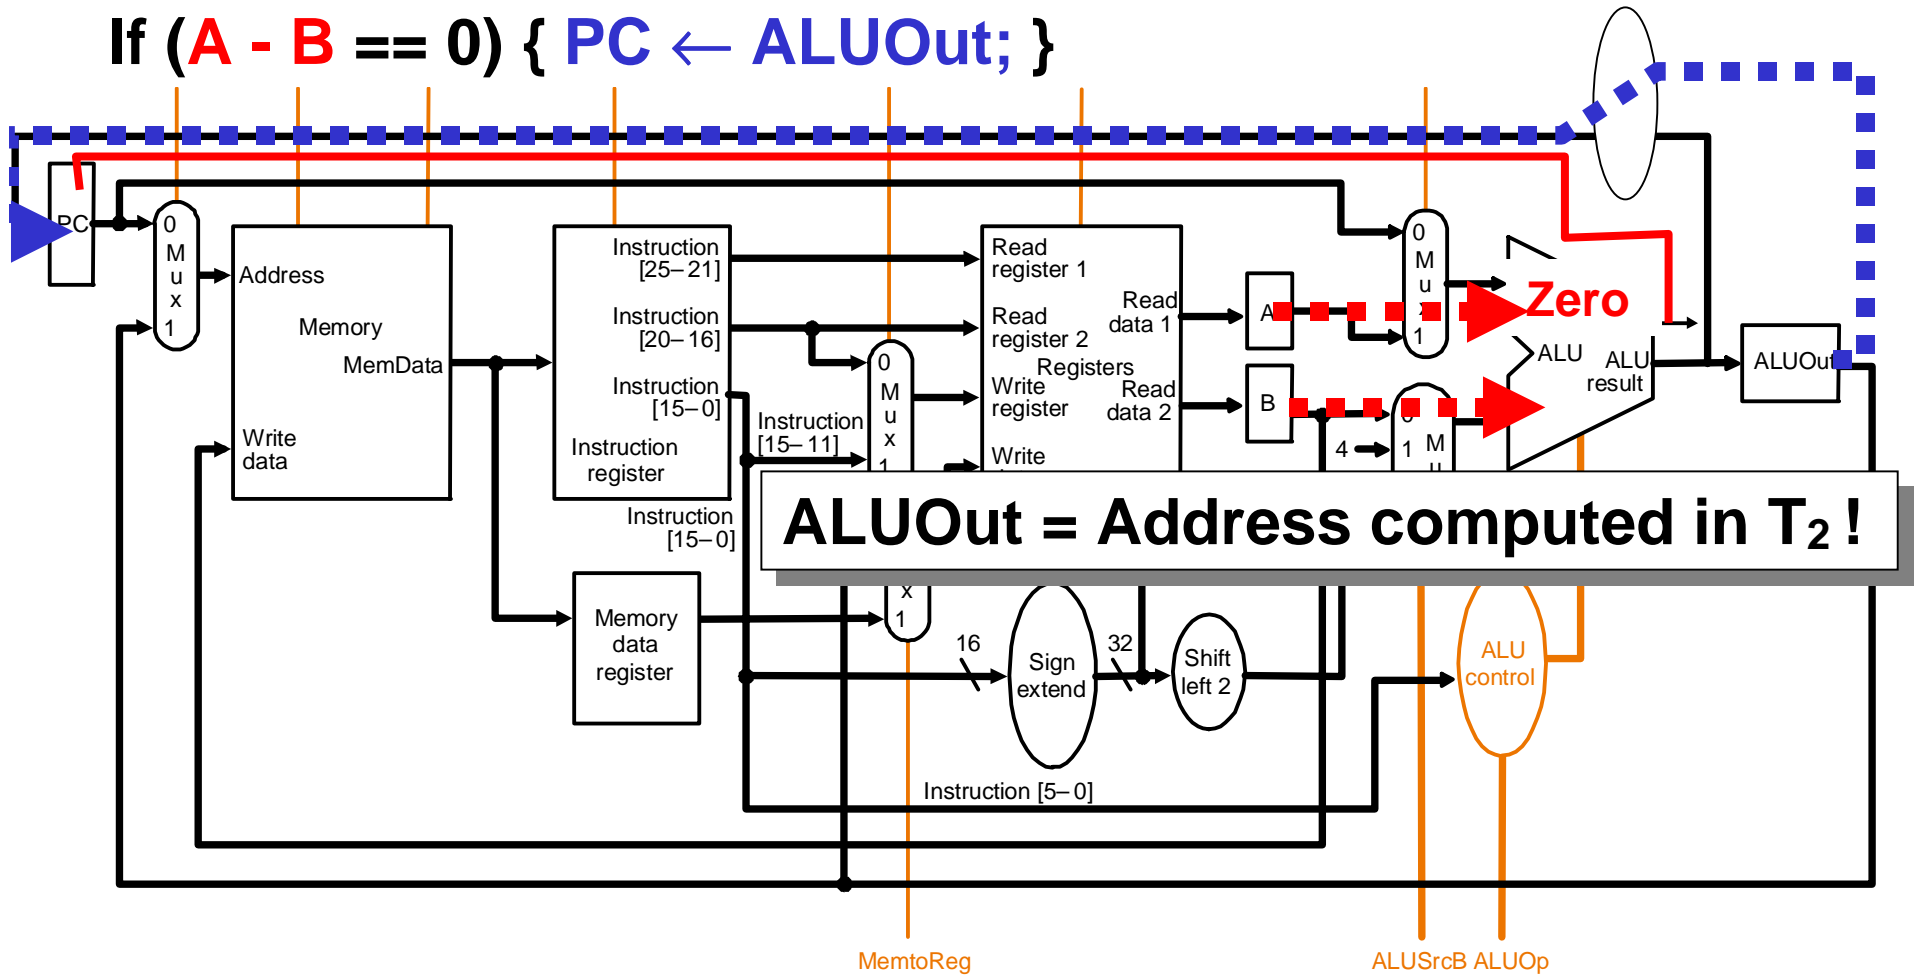 If (A - B == 0) { PC ← ALUOut; }
PC
0
M
u
x
1
Address
Memory
MemData
Write
data
Instruction
[25–21]
Instruction
[20–16]
Instruction
[15–0]
Instruction
register
Instruction
[15–11]
Instruction
[15–0]
0
M
u
x
1
Read
register 1
Read
register 2
Registers
Write
register
Write
Read
data 1
Read
data 2
A
B
0
M
u
x
1
0
4
1
M
u
Zero
ALU
ALU
result
ALUOut
ALUOut = Address computed in T2 !
Memory
data
register
x
1
16
Sign
extend
32
Shift
left 2
ALU
control
Instruction [5–0]
MemtoReg
ALUSrcB ALUOp